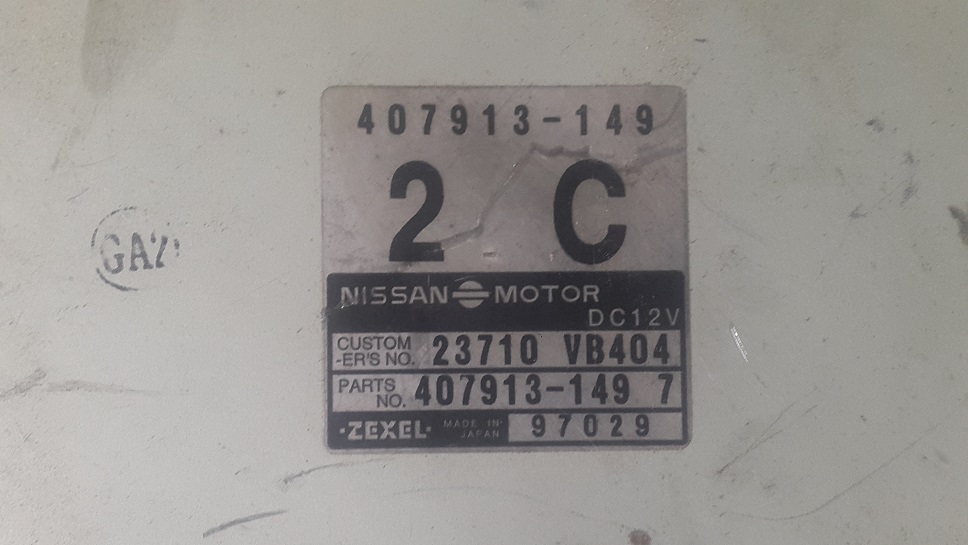 407913-149
2 C
NISSAN MOTOR
DC12V
CUSTOM
-ER'S NO. 23710 VB404
PARTS
NO. 407913-149 7
·ZEXEL· MADE IN
JAPAN 97029
GA2